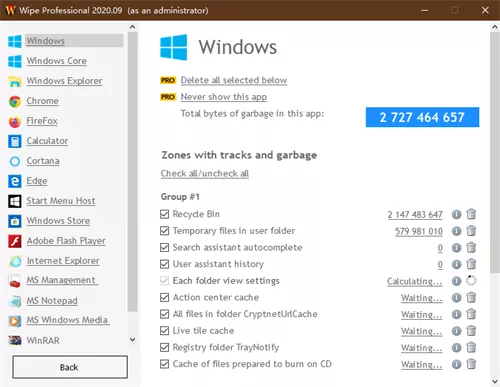 Wipe Professional 2020.09 (as an administrator)
Windows
Windows Core
Windows Explorer
Chrome
FireFox
Calculator
Cortana
Edge
Start Menu Host
Windows Store
Adobe Flash Player
Internet Explorer
MS Management
MS Notepad
MS Windows Media
WinRAR
Back
Windows
PRO Delete all selected below
PRO Never show this app
Total bytes of garbage in this app: 2 727 464 657
Zones with tracks and garbage
Check all/uncheck all
Group #1
Recycle Bin 2 147 483 647
Temporary files in user folder 579 981 010
Search assistant autocomplete 0
User assistant history 0
Each folder view settings Calculating...
Action center cache Waiting...
All files in folder CryptnetUrlCache Waiting...
Live tile cache Waiting...
Registry folder TrayNotify Waiting...
Cache of files prepared to burn on CD Waiting...